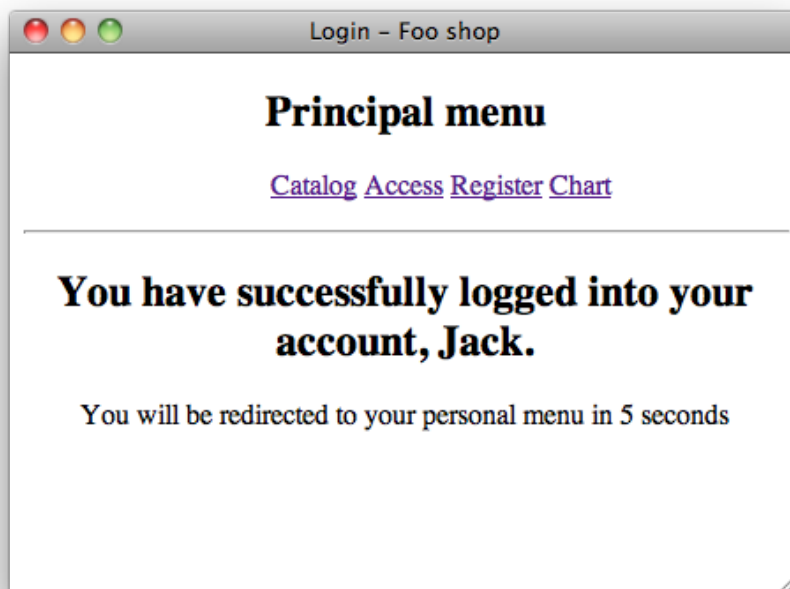 Login – Foo shop
Principal menu
Catalog Access Register Chart
You have successfully logged into your
account, Jack.
You will be redirected to your personal menu in 5 seconds